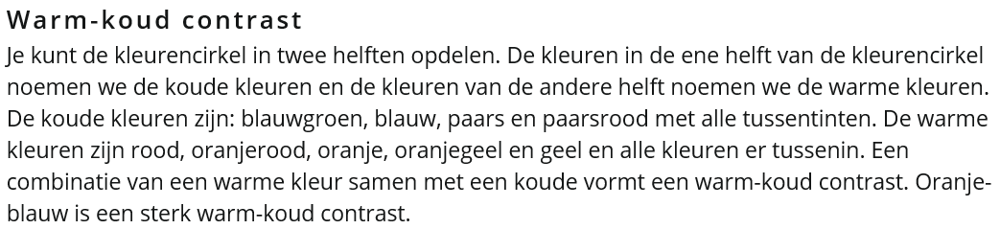 Warm-koud contrast
Je kunt de kleurencirkel in twee helften opdelen. De kleuren in de ene helft van de kleurencirkel
noemen we de koude kleuren en de kleuren van de andere helft noemen we de warme kleuren.
De koude kleuren zijn: blauwgroen, blauw, paars en paarsrood met alle tussentinten. De warme
kleuren zijn rood, oranjerood, oranje, oranjegeel en geel en alle kleuren er tussenin. Een
combinatie van een warme kleur samen met een koude vormt een warm-koud contrast. Oranje-
blauw is een sterk warm-koud contrast.